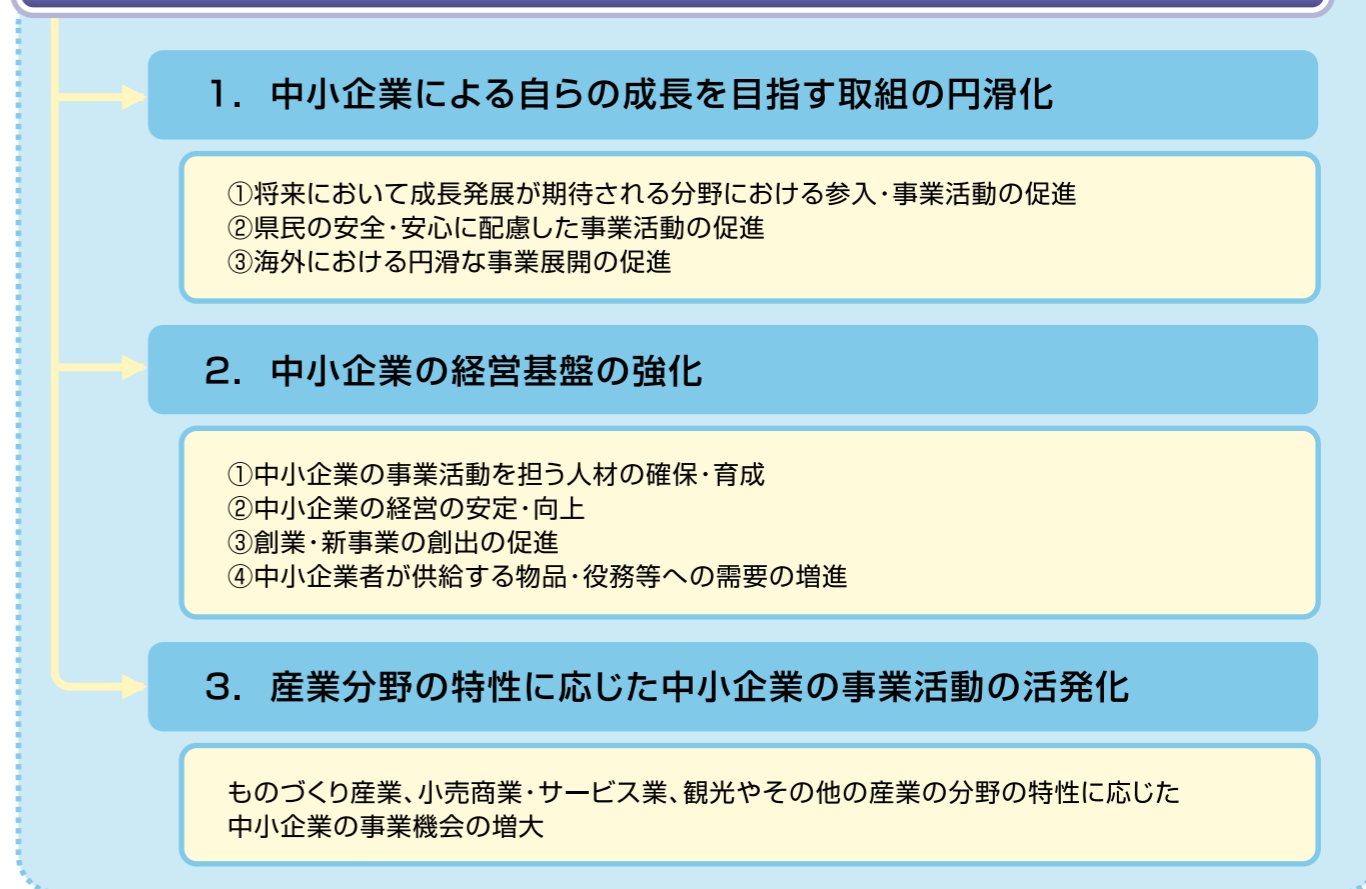 1. 中小企業による自らの成長を目指す取組の円滑化
①将来において成長発展が期待される分野における参入・事業活動の促進
②県民の安全・安心に配慮した事業活動の促進
③海外における円滑な事業展開の促進
2. 中小企業の経営基盤の強化
①中小企業の事業活動を担う人材の確保・育成
②中小企業の経営の安定・向上
③創業・新事業の創出の促進
④中小企業者が供給する物品・役務等への需要の増進
3. 産業分野の特性に応じた中小企業の事業活動の活発化
ものづくり産業、小売商業・サービス業、観光やその他の産業の分野の特性に応じた
中小企業の事業機会の増大